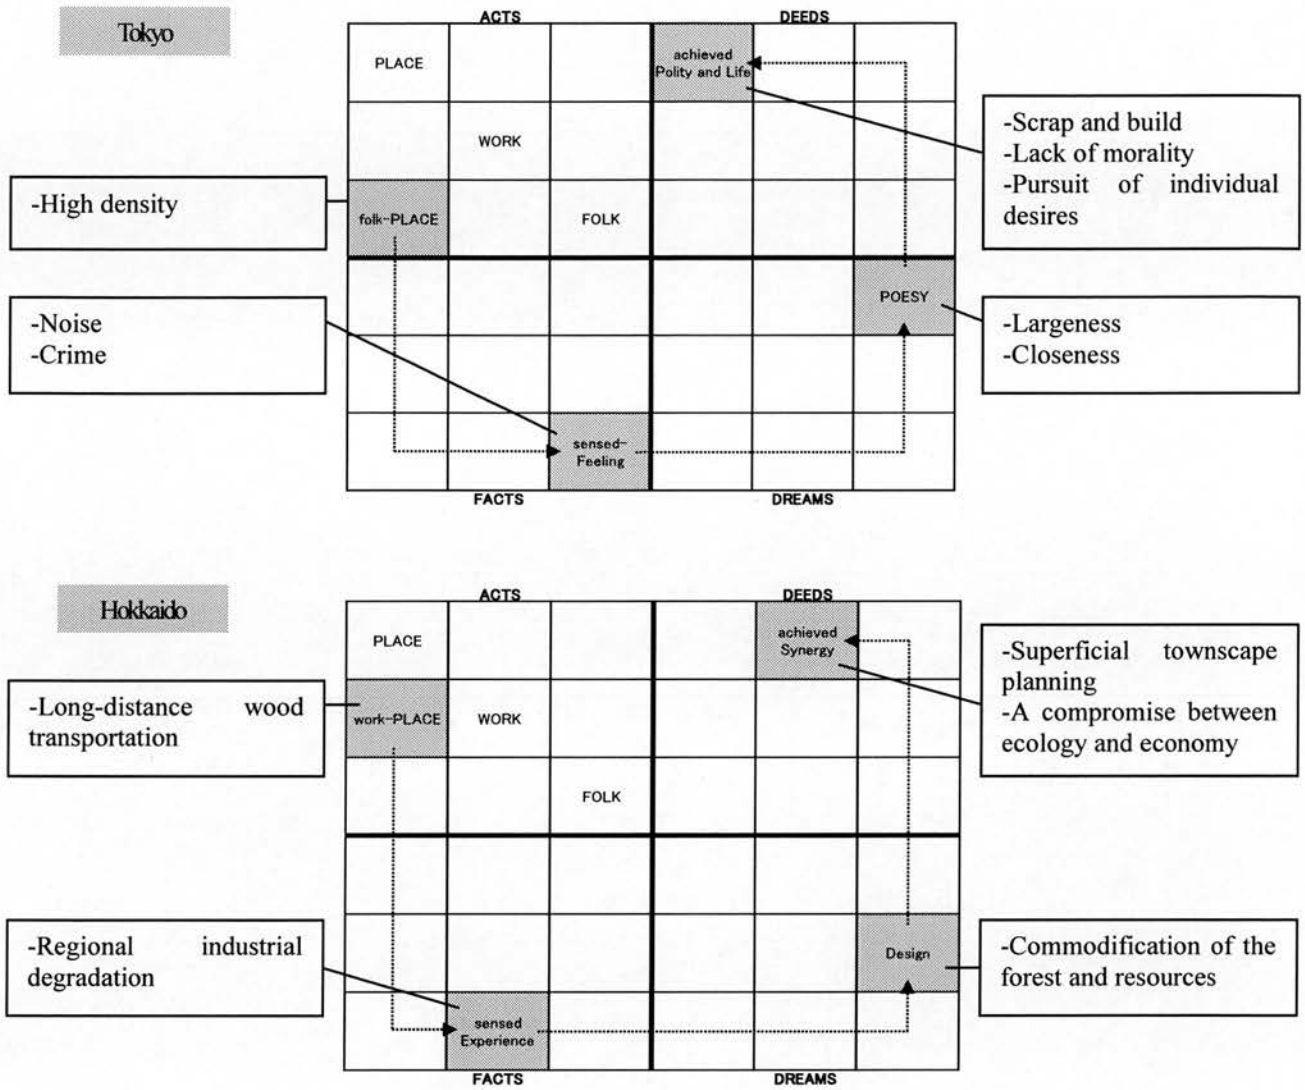 Tokyo
ACTS
DEEDS
PLACE
achieved
Polity and Life
WORK
-Scrap and build
-Lack of morality
-Pursuit of individual
desires
-High density
folk-PLACE
FOLK
-Noise
-Crime
POESY
-Largeness
-Closeness
sensed-
Feeling
FACTS
DREAMS
Hokkaido
ACTS
DEEDS
PLACE
achieved
Synergy
-Superficial townscape
planning
-A compromise between
ecology and economy
-Long-distance wood
transportation
work-PLACE
WORK
FOLK
-Regional industrial
degradation
Design
-Commodification of the
forest and resources
sensed
Experience
FACTS
DREAMS